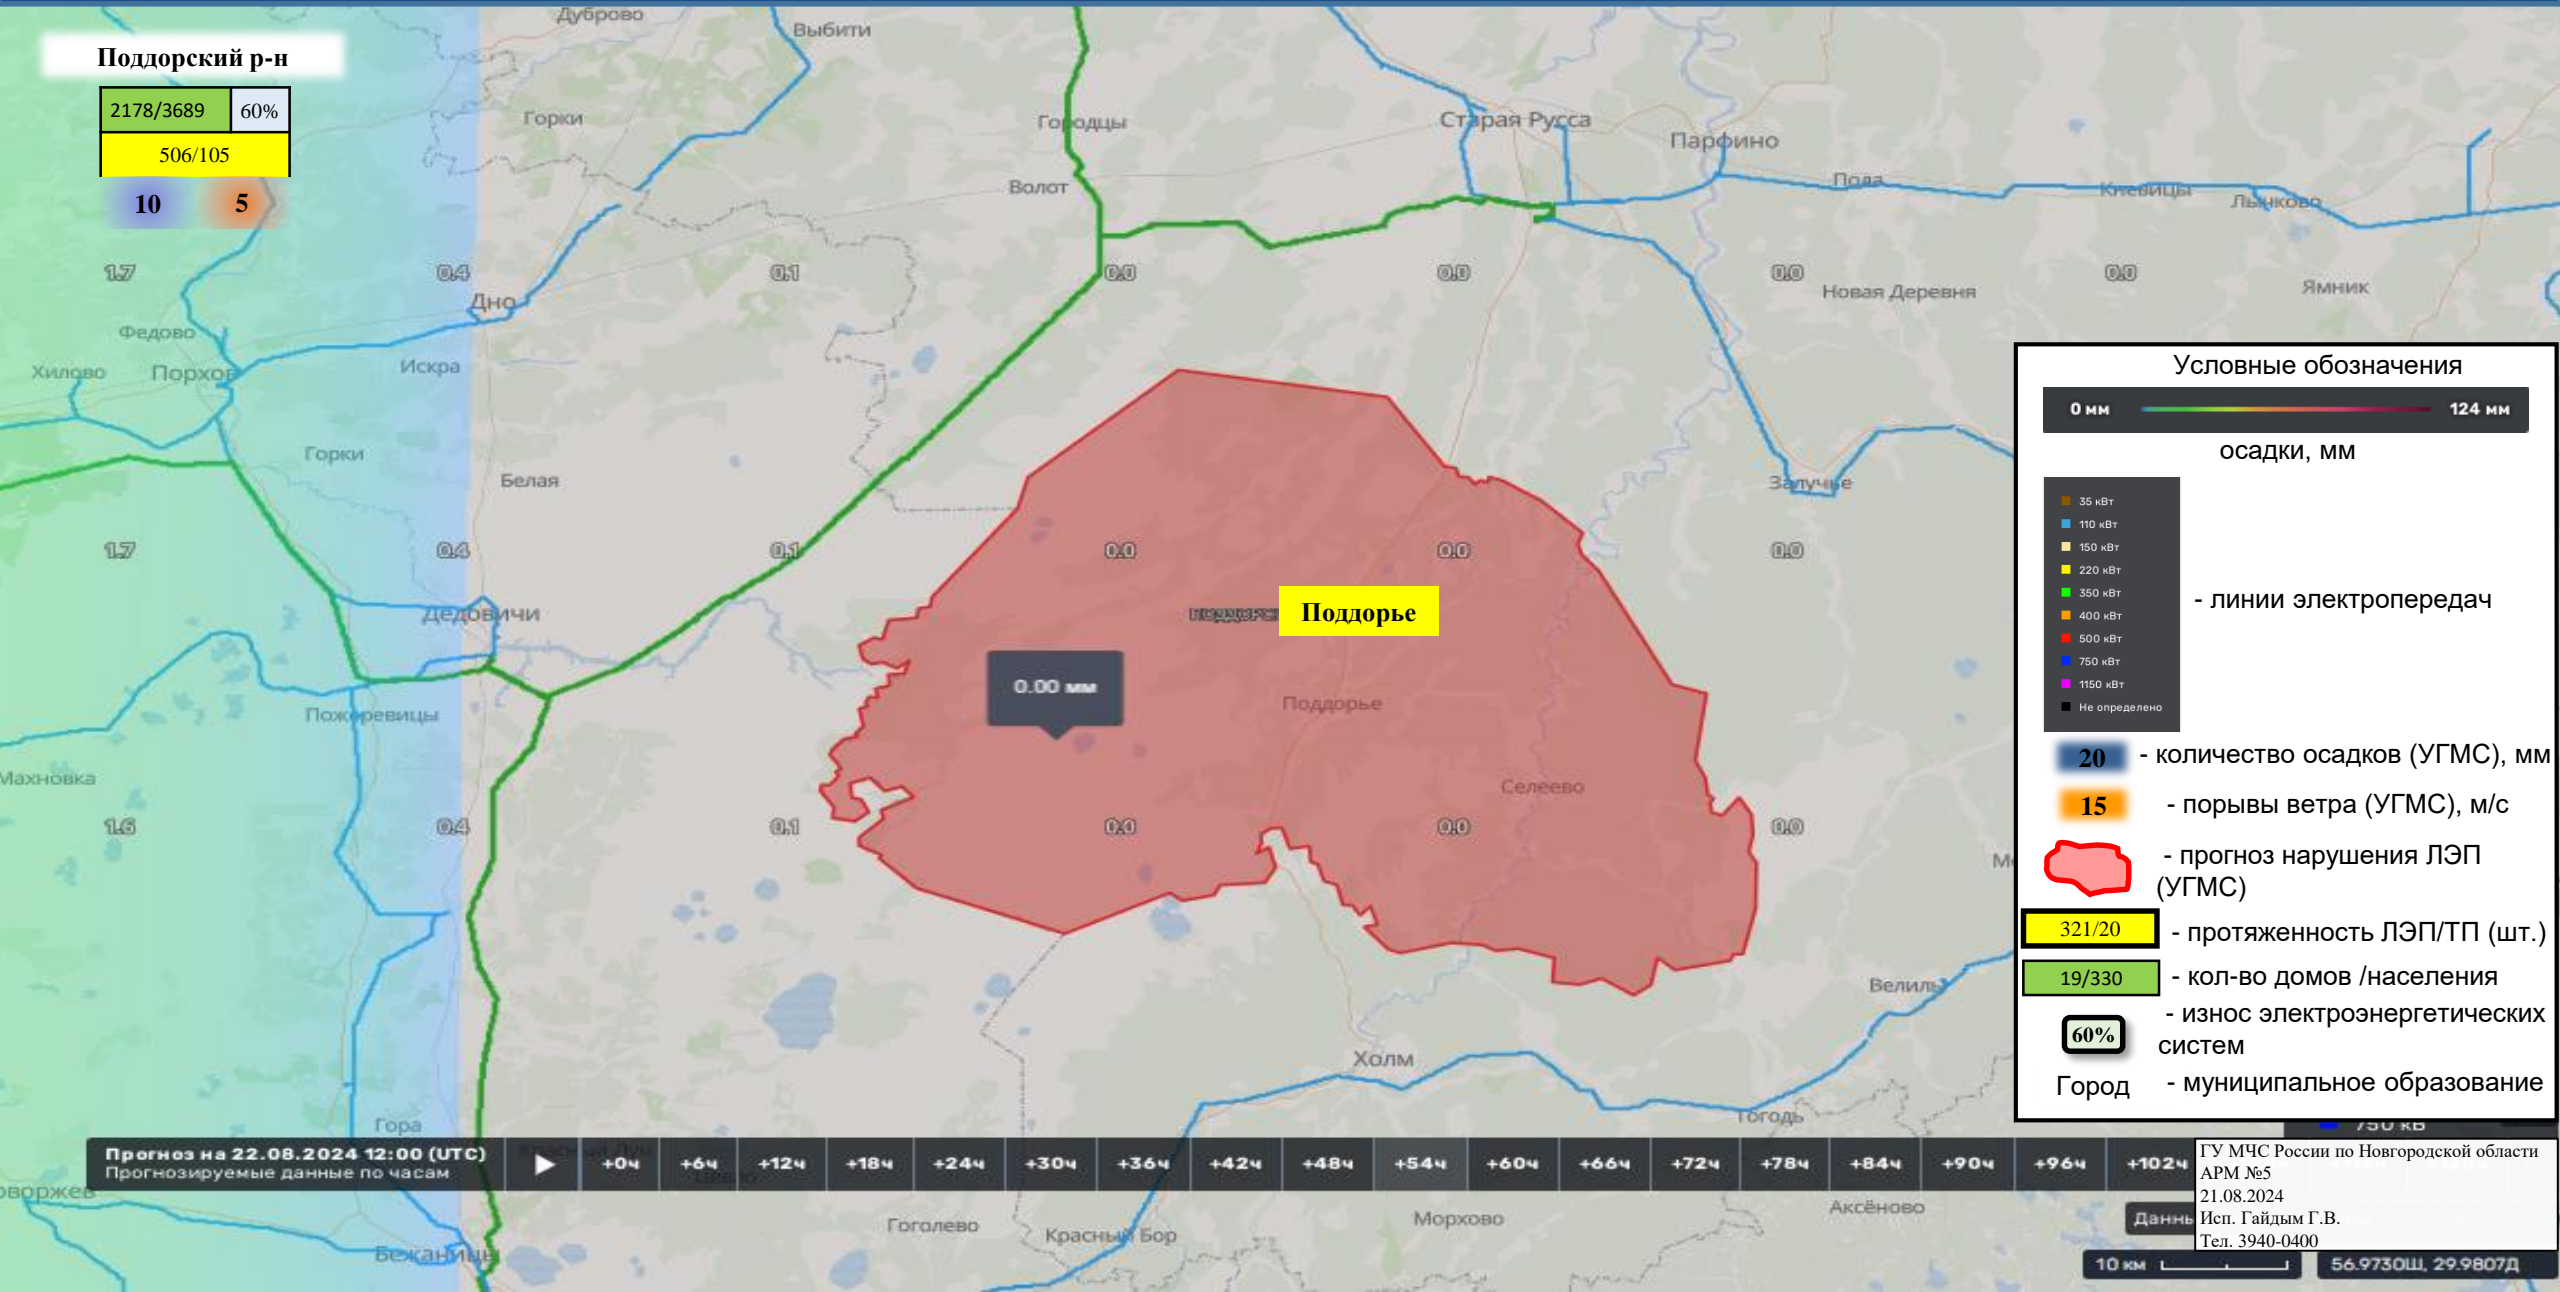 Дуброво
Выбити
Поддорский р-н
2178/3689 60%
506/105
10 5
Горки
Городцы
Старая Русса
Парфино
Волот
Пола
Кневицы
Лычково
1.7 0.4 0.1 0.0 0.0 0.0 0.0
Дно
Новая Деревня
Ямник
Федово
Хилово
Порхов
Искра
Горки
Белая
Залучье
1.7 0.4 0.1 0.0 0.0 0.0
Дедовичи
Поддорье
0.00 мм
Поддорье
Пожеревицы
Махновка
Селеево
1.6 0.4 0.1 0.0 0.0 0.0
Велилы
Холм
Гора
Условные обозначения
0 мм 124 мм
осадки, мм
35 кВт
110 кВт
150 кВт
220 кВт
350 кВт
400 кВт
500 кВт
750 кВт
1150 кВт
Не определено
- линии электропередач
20 - количество осадков (УГМС), мм
15 - порывы ветра (УГМС), м/с
- прогноз нарушения ЛЭП
(УГМС)
321/20 - протяженность ЛЭП/ТП (шт.)
19/330 - кол-во домов /населения
60% - износ электроэнергетических
систем
Город - муниципальное образование
750 кВ
Прогноз на 22.08.2024 12:00 (UTC)
Прогнозируемые данные по часам
+0ч +6ч +12ч +18ч +24ч +30ч +36ч +42ч +48ч +54ч +60ч +66ч +72ч +78ч +84ч +90ч +96ч +102ч
ГУ МЧС России по Новгородской области
АРМ №5
21.08.2024
Исп. Гайдым Г.В.
Тел. 3940-0400
Гоголево
Красный Бор
Морхово
Аксёново
Бежаницы
10 км
56.9730Ш, 29.9807Д